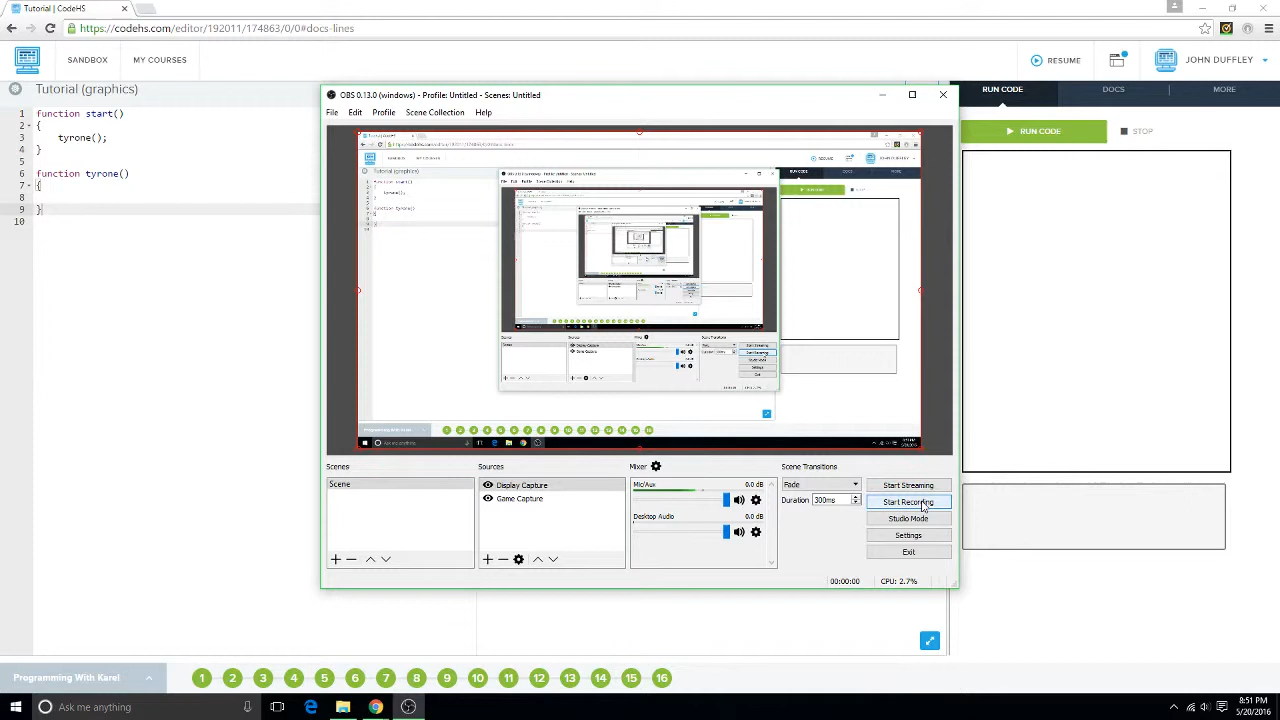 Tutorial | CodeHS
https://codehs.com/editor/192011/174863/0/0#docs-lines
SANDBOX
MY COURSES
RESUME
JOHN DUFFLEY
Tutorial (graphics)
RUN CODE
DOCS
MORE
1 function start()
2 {
3 tyrone();
4 }
5
6 function tyrone()
7 {
8
9 }
10
RUN CODE
STOP
OBS 0.13.0 (windows) - Profile: Untitled - Scenes: Untitled
File Edit Profile Scene Collection Help
Scenes
Scene
Sources
Display Capture
Game Capture
Mixer
Mic/Aux 0.0 dB
Desktop Audio 0.0 dB
Scene Transitions
Fade
Duration 300ms
Start Streaming
Start Recording
Studio Mode
Settings
Exit
00:00:00
CPU: 2.7%
Programming With Karel
1 2 3 4 5 6 7 8 9 10 11 12 13 14 15 16
Ask me anything
8:51 PM
5/20/2016